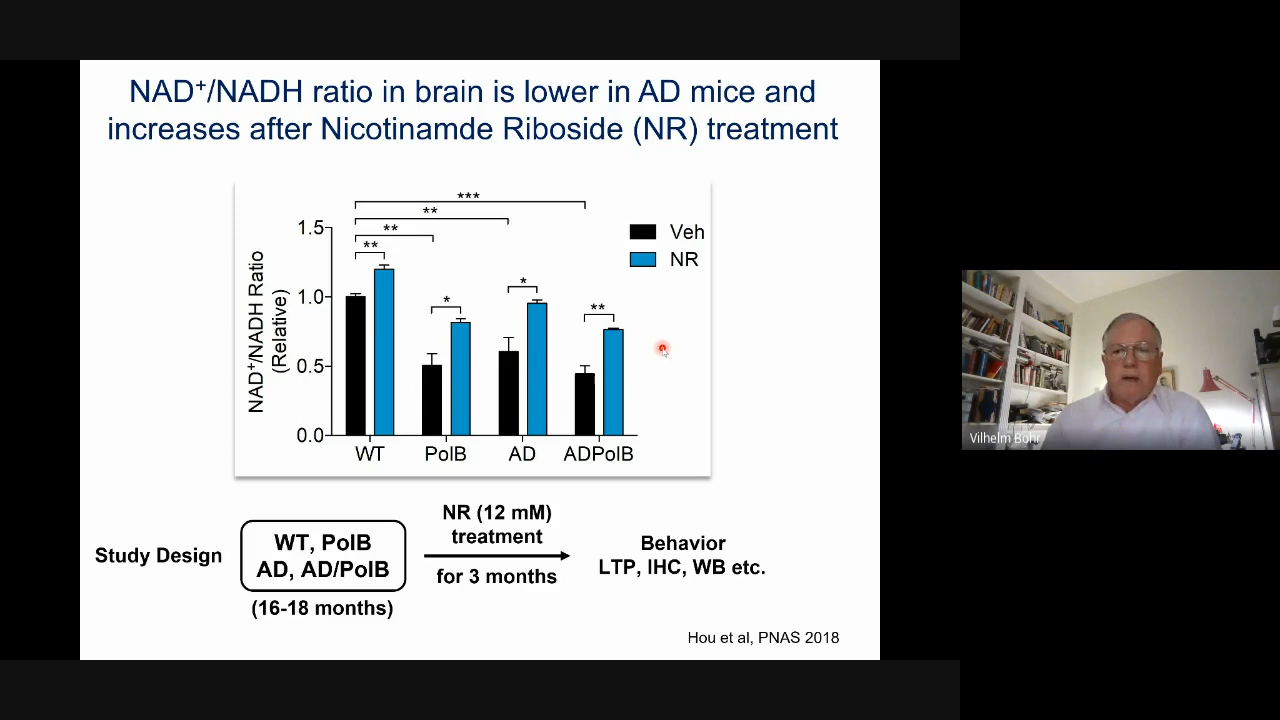 NAD⁺/NADH ratio in brain is lower in AD mice and
increases after Nicotinamde Riboside (NR) treatment
***
**
**
**
*
*
**
Veh
NR
NAD⁺/NADH Ratio
(Relative)
1.5
1.0
0.5
0.0
WT
PolB
AD
ADPolB
Study Design
WT, PolB
AD, AD/PolB
(16-18 months)
NR (12 mM)
treatment
for 3 months
Behavior
LTP, IHC, WB etc.
Hou et al, PNAS 2018
Vilhelm Bohr